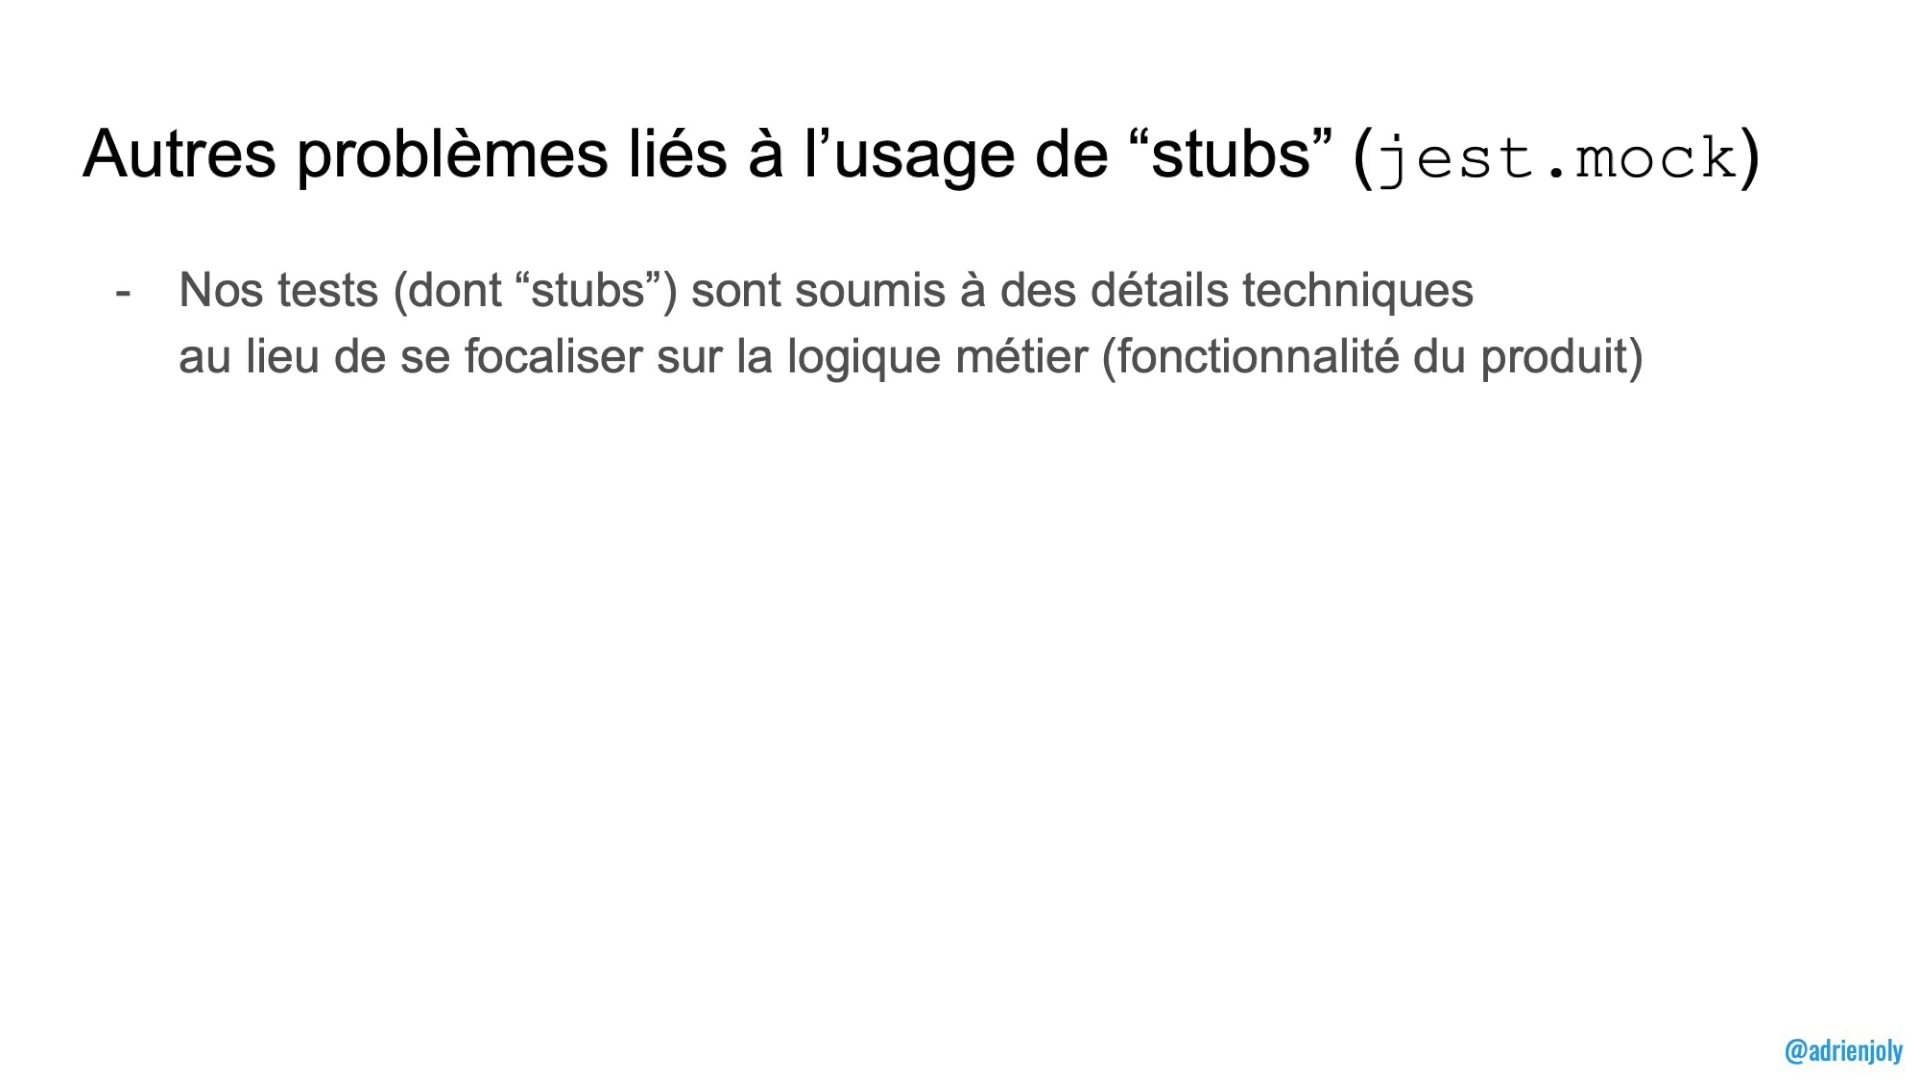 Autres problèmes liés à l’usage de “stubs” (jest.mock)
- Nos tests (dont “stubs”) sont soumis à des détails techniques
au lieu de se focaliser sur la logique métier (fonctionnalité du produit)
@adrienjoly